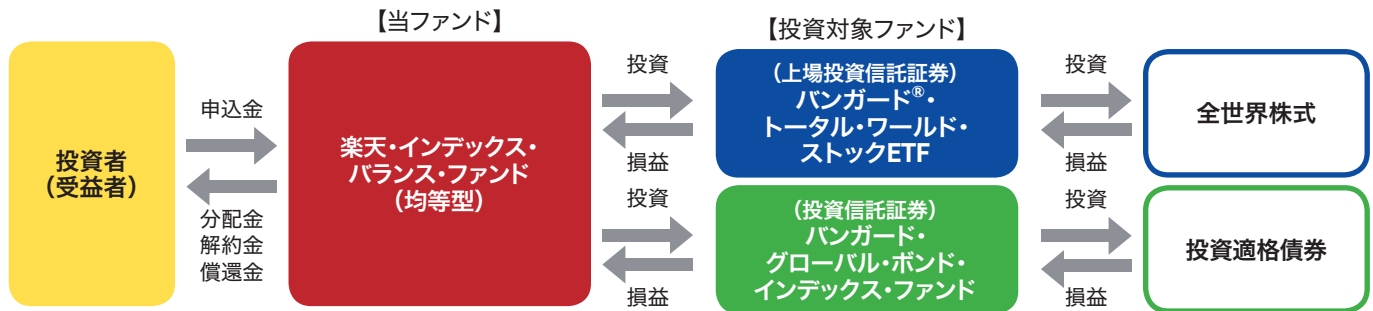 【当ファンド】
【投資対象ファンド】
投資者
(受益者)
申込金
分配金
解約金
償還金
楽天・インデックス・
バランス・ファンド
(均等型)
投資
損益
投資
損益
(上場投資信託証券)
バンガード®・
トータル・ワールド・
ストックETF
(投資信託証券)
バンガード・
グローバル・ボンド・
インデックス・ファンド
投資
損益
投資
損益
全世界株式
投資適格債券